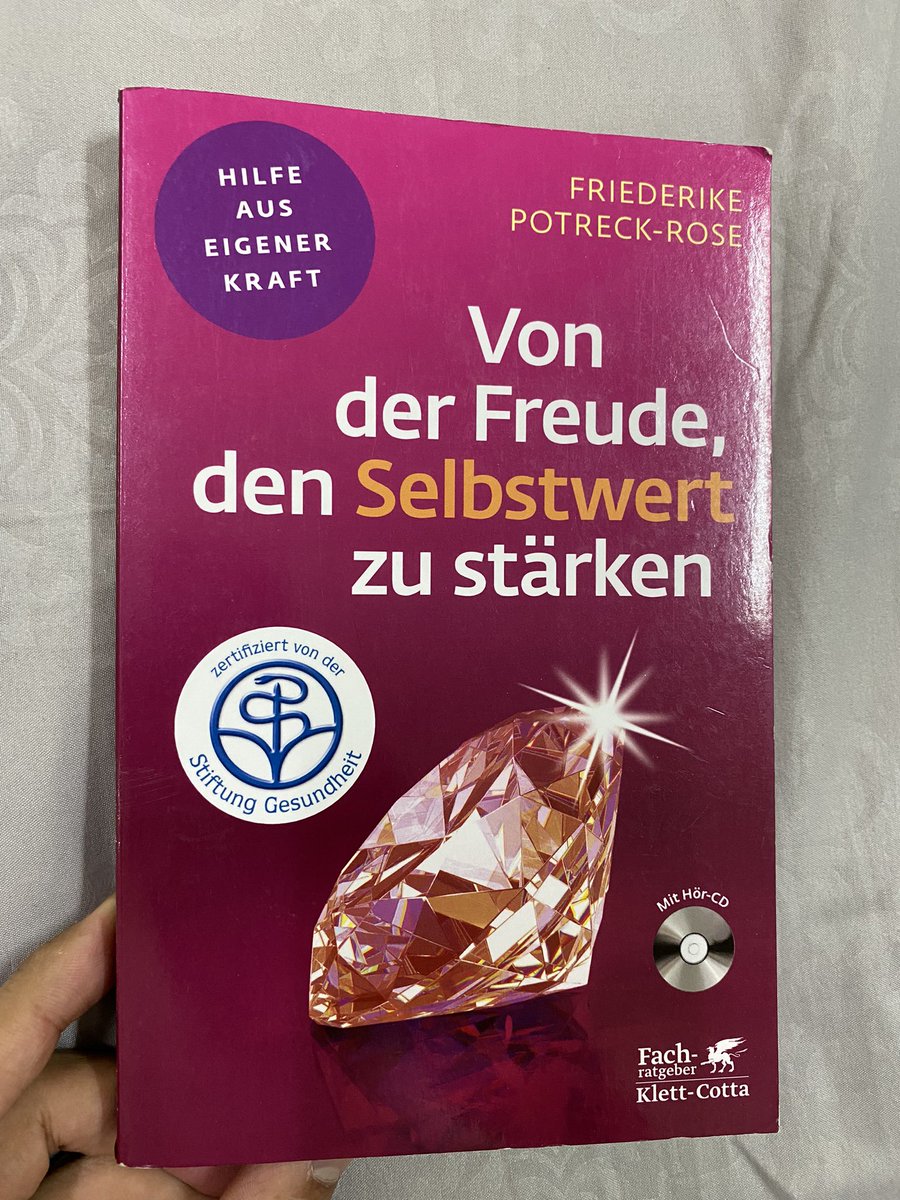 HILFE
AUS
EIGENER
KRAFT
FRIEDERIKE
POTRECK-ROSE
Von
der Freude,
den Selbstwert
zu stärken
zertifiziert von der
Stiftung Gesundheit
Mit Hör-CD
Fach-
ratgeber
Klett-Cotta